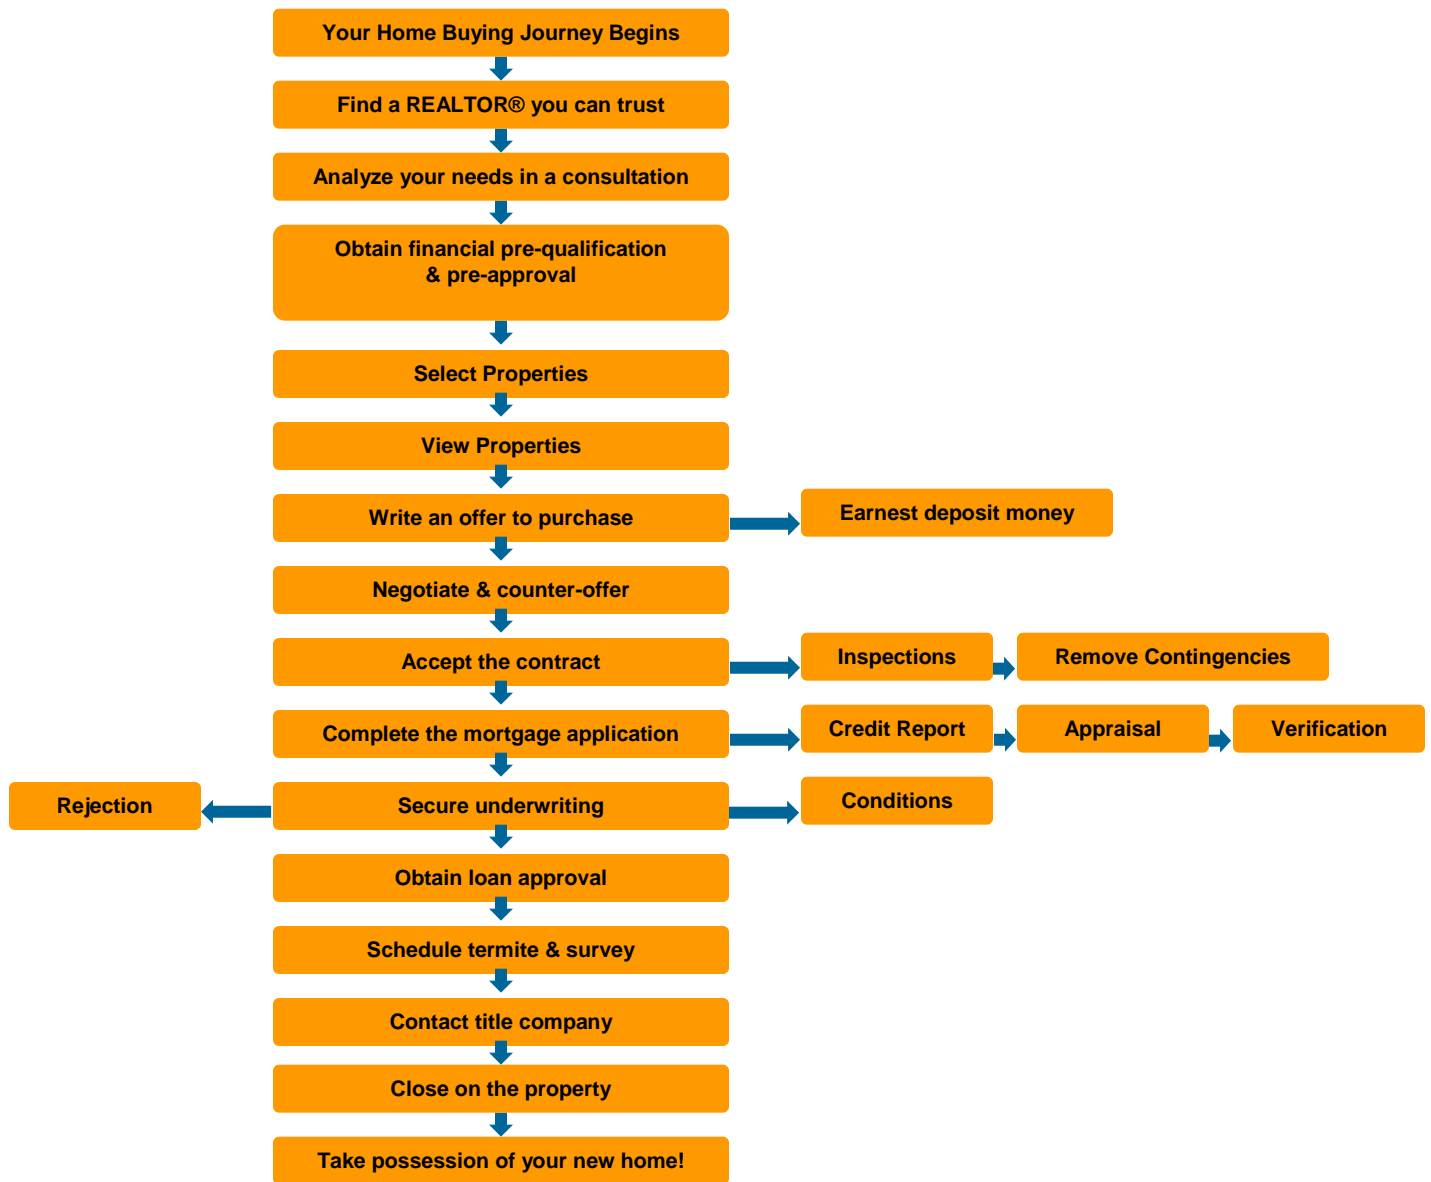 Your Home Buying Journey Begins
Find a REALTOR® you can trust
Analyze your needs in a consultation
Obtain financial pre-qualification
& pre-approval
Select Properties
View Properties
Write an offer to purchase
Earnest deposit money
Negotiate & counter-offer
Accept the contract
Inspections
Remove Contingencies
Complete the mortgage application
Credit Report
Appraisal
Verification
Rejection
Secure underwriting
Conditions
Obtain loan approval
Schedule termite & survey
Contact title company
Close on the property
Take possession of your new home!